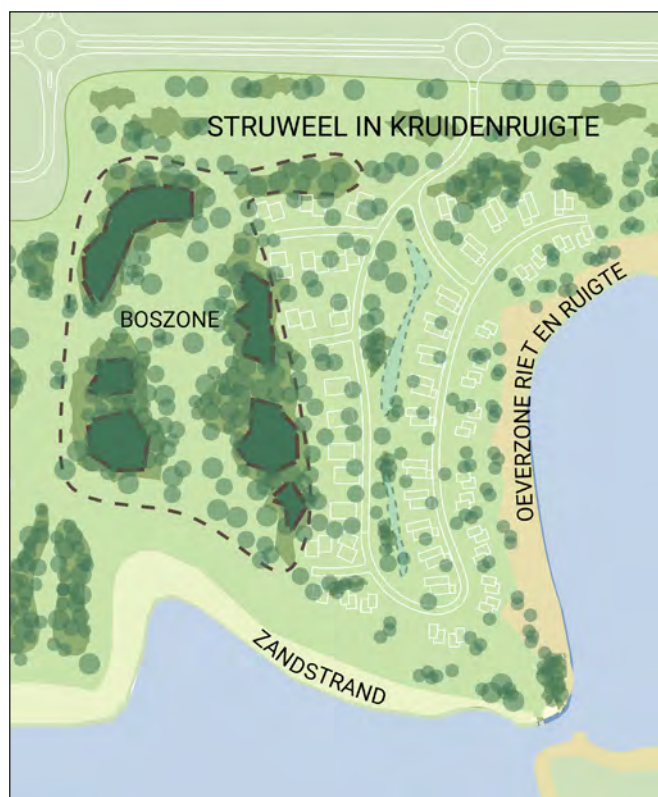 STRUWEEL IN KRUIDENRUIGTE
BOSZONE
OEVERZONE RIET EN RUIGTE
ZANDSTRAND